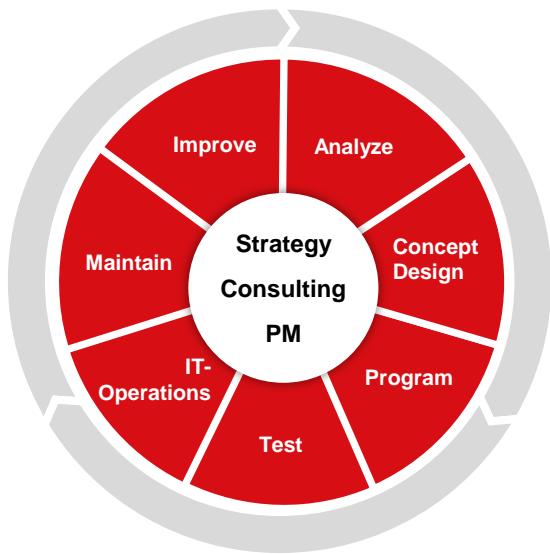 Improve
Analyze
Strategy
Consulting
PM
Concept
Design
Program
Test
IT-
Operations
Maintain